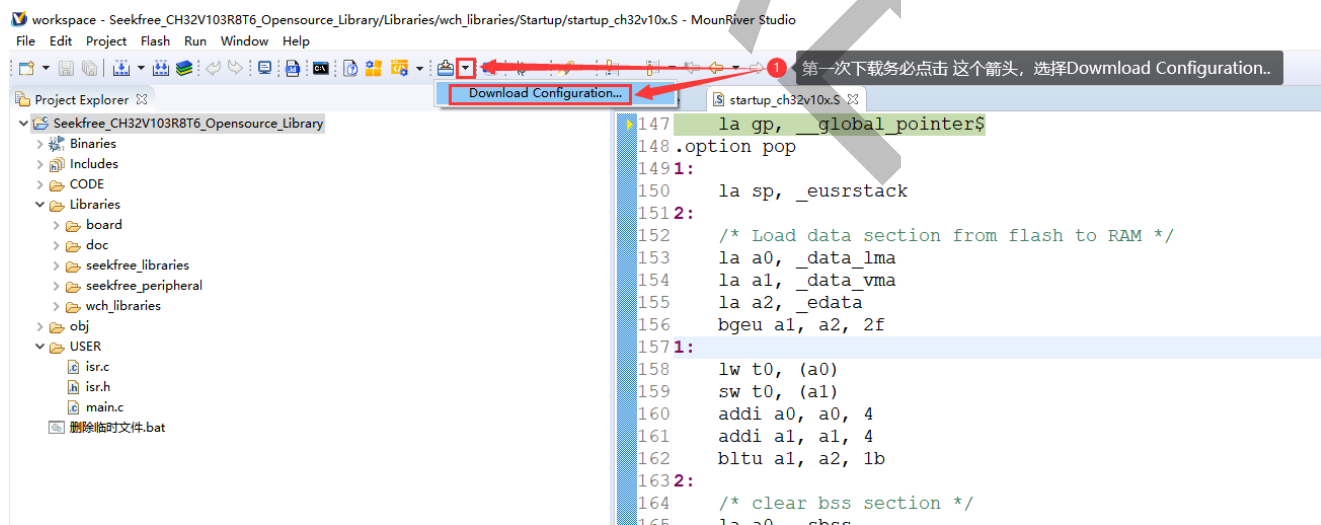 workspace - Seekfree_CH32V103R8T6_Opensource_Library/Libraries/wch_libraries/Startup/startup_ch32v10x.S - MounRiver Studio
File Edit Project Flash Run Window Help
1 第一次下载务必点击 这个箭头，选择Dowmload Configuration..
Download Configuration...
Project Explorer
startup_ch32v10x.S
Seekfree_CH32V103R8T6_Opensource_Library
Binaries
Includes
CODE
Libraries
board
doc
seekfree_libraries
seekfree_peripheral
wch_libraries
obj
USER
isr.c
isr.h
main.c
删除临时文件.bat
147 la gp, __global_pointer$
148 .option pop
149 1:
150 la sp, _eusrstack
151 2:
152 /* Load data section from flash to RAM */
153 la a0, _data_lma
154 la a1, _data_vma
155 la a2, _edata
156 bgeu a1, a2, 2f
157 1:
158 lw t0, (a0)
159 sw t0, (a1)
160 addi a0, a0, 4
161 addi a1, a1, 4
162 bltu a1, a2, 1b
163 2:
164 /* clear bss section */
165 la a0, _sbss